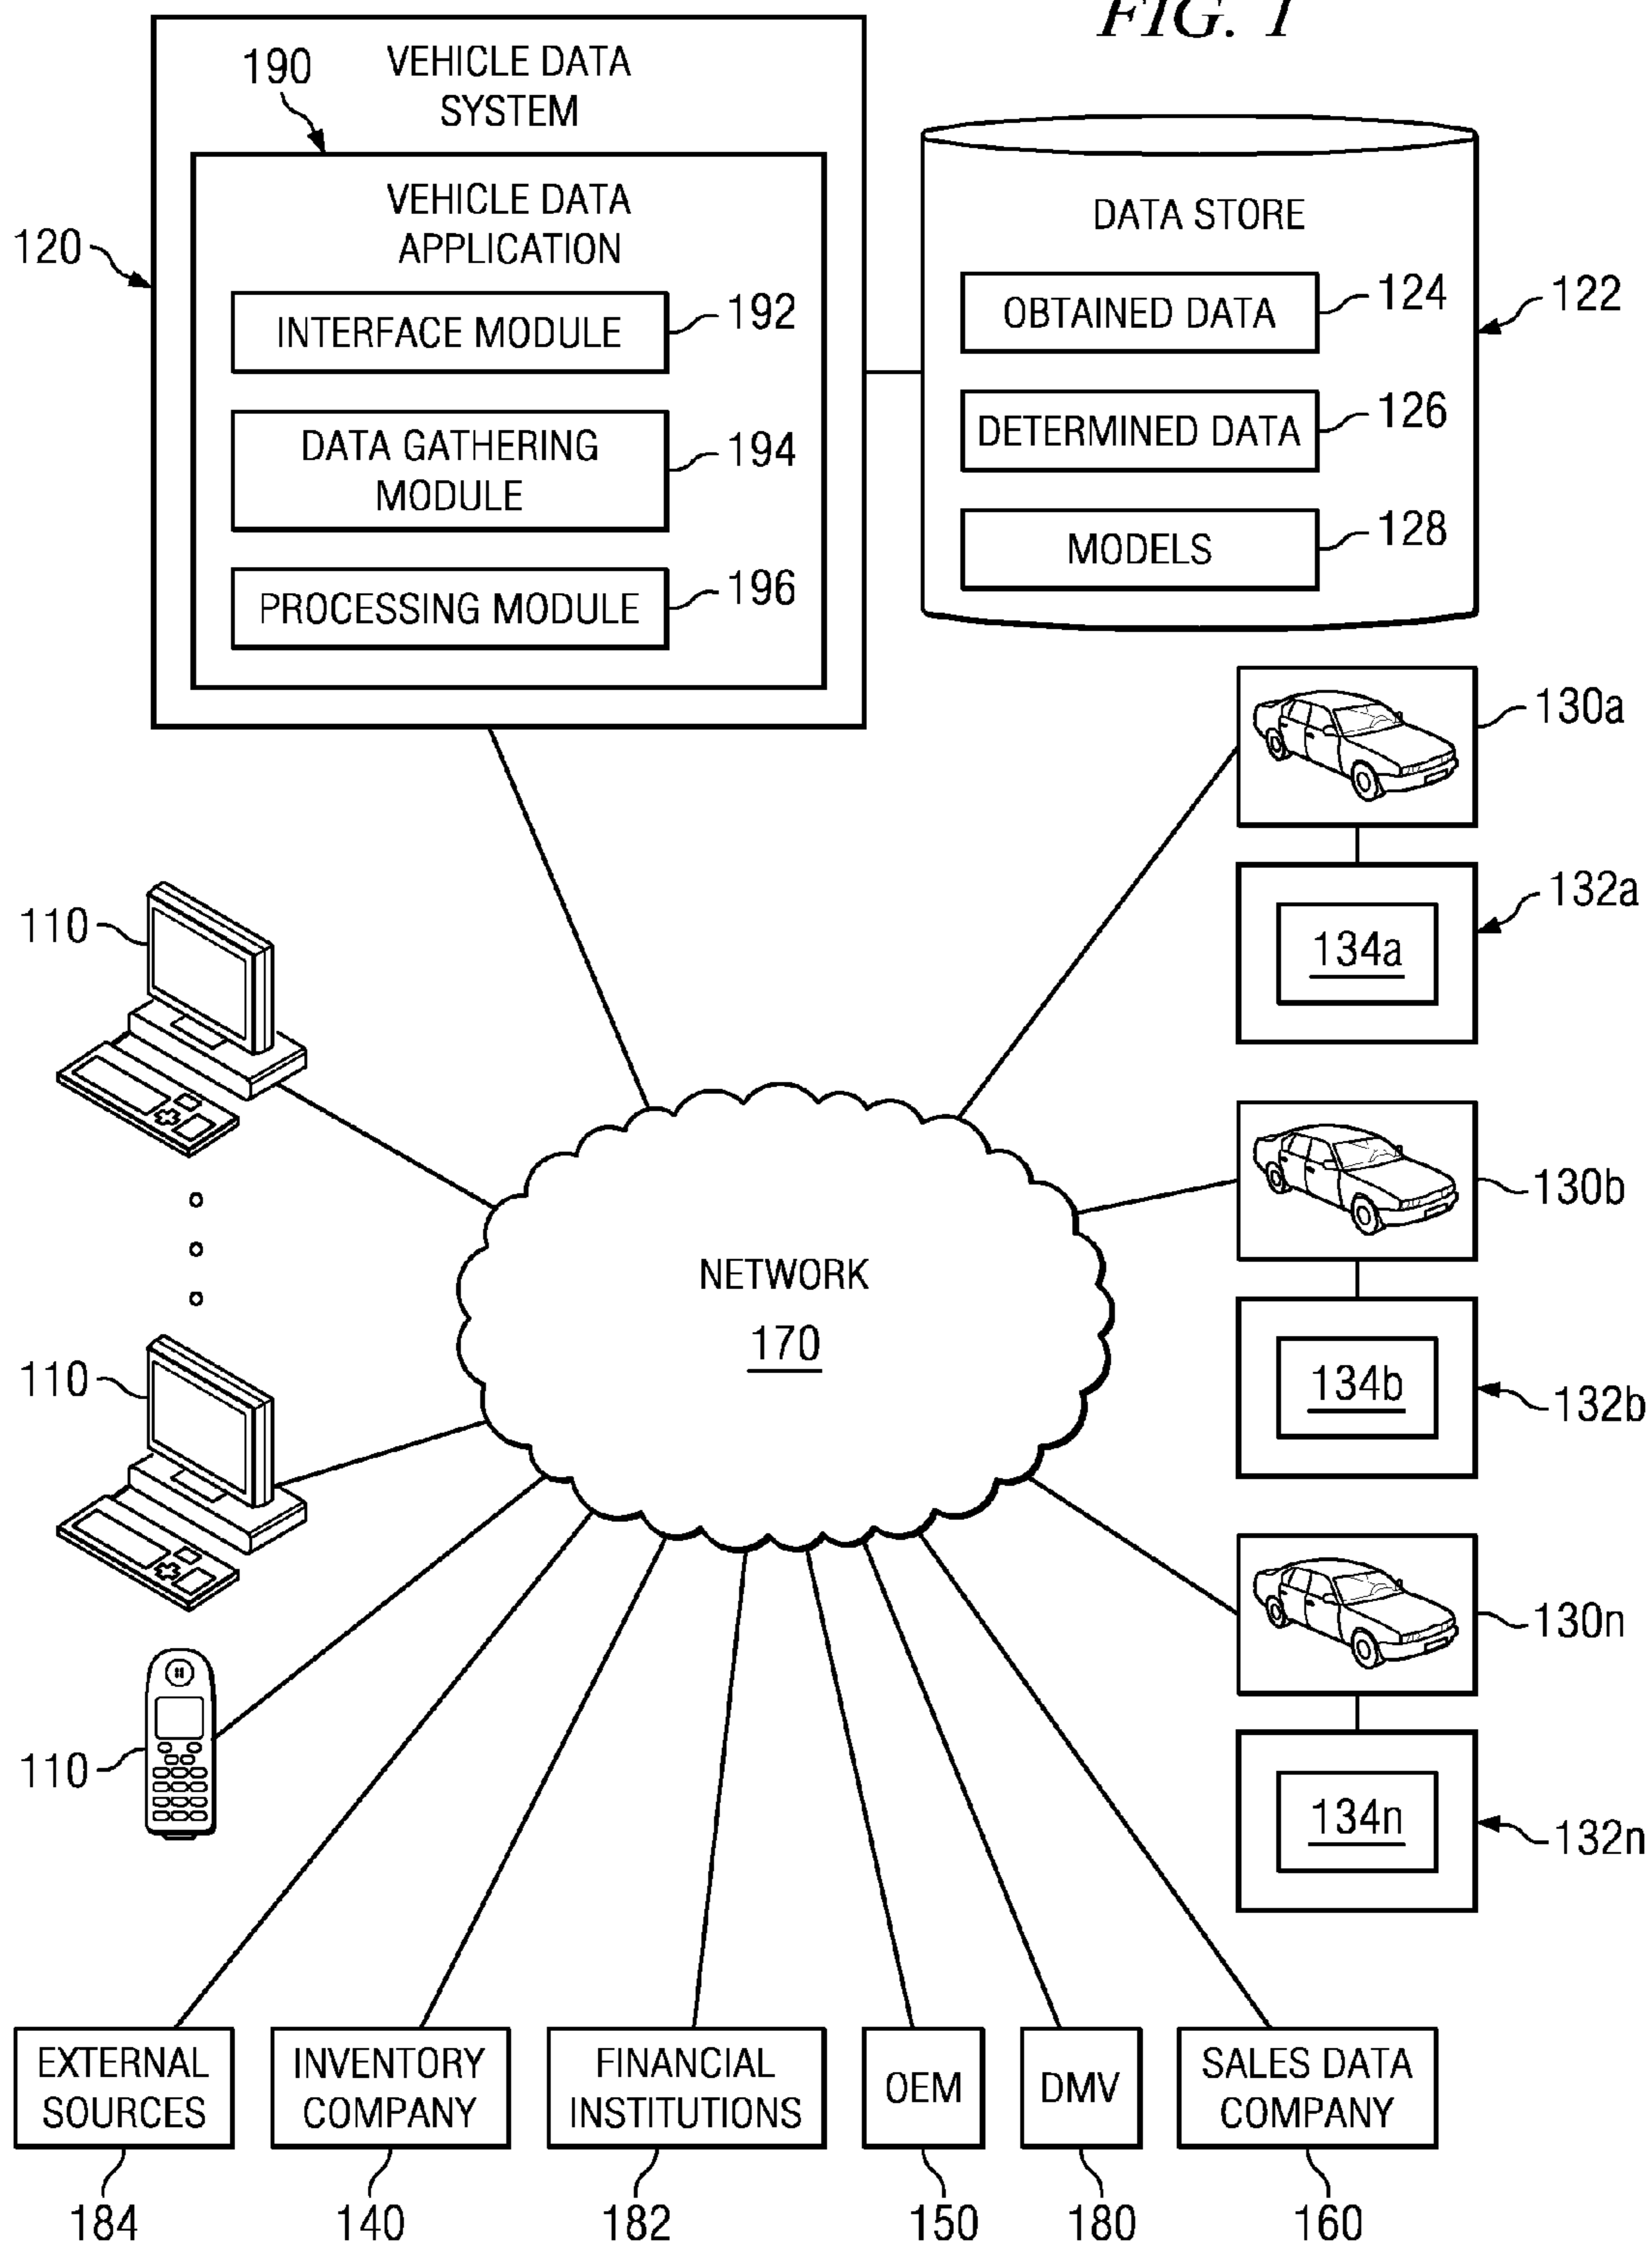 FIG. 1
VEHICLE DATA
SYSTEM
190
VEHICLE DATA
APPLICATION
120
INTERFACE MODULE
192
DATA GATHERING
MODULE
194
PROCESSING MODULE
196
DATA STORE
OBTAINED DATA
124
122
DETERMINED DATA
126
MODELS
128
130a
132a
134a
110
130b
NETWORK
170
134b
132b
110
130n
110
134n
132n
EXTERNAL
SOURCES
INVENTORY
COMPANY
FINANCIAL
INSTITUTIONS
OEM
DMV
SALES DATA
COMPANY
184
140
182
150
180
160